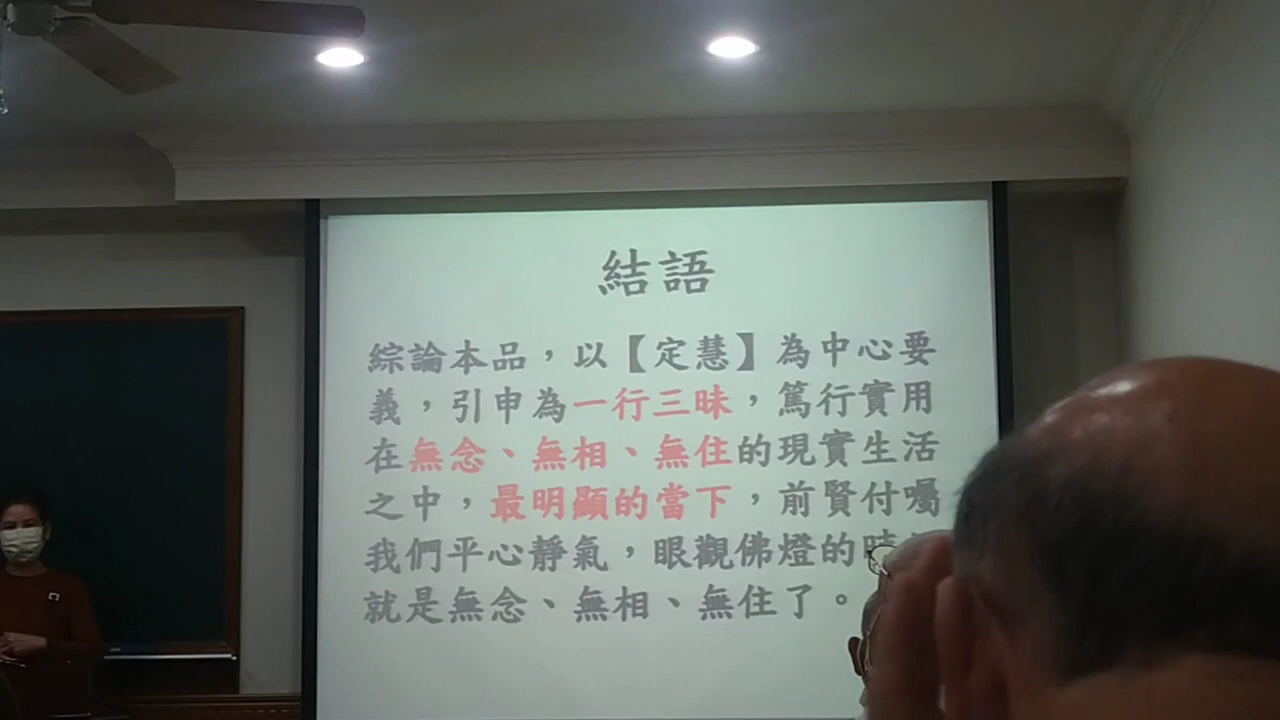 結語
綜論本品，以【定慧】為中心要
義，引申為一行三昧，篤行實用
在無念、無相、無住的現實生活
之中，最明顯的當下，前賢付囑
我們平心靜氣，眼觀佛燈的時
就是無念、無相、無住了。